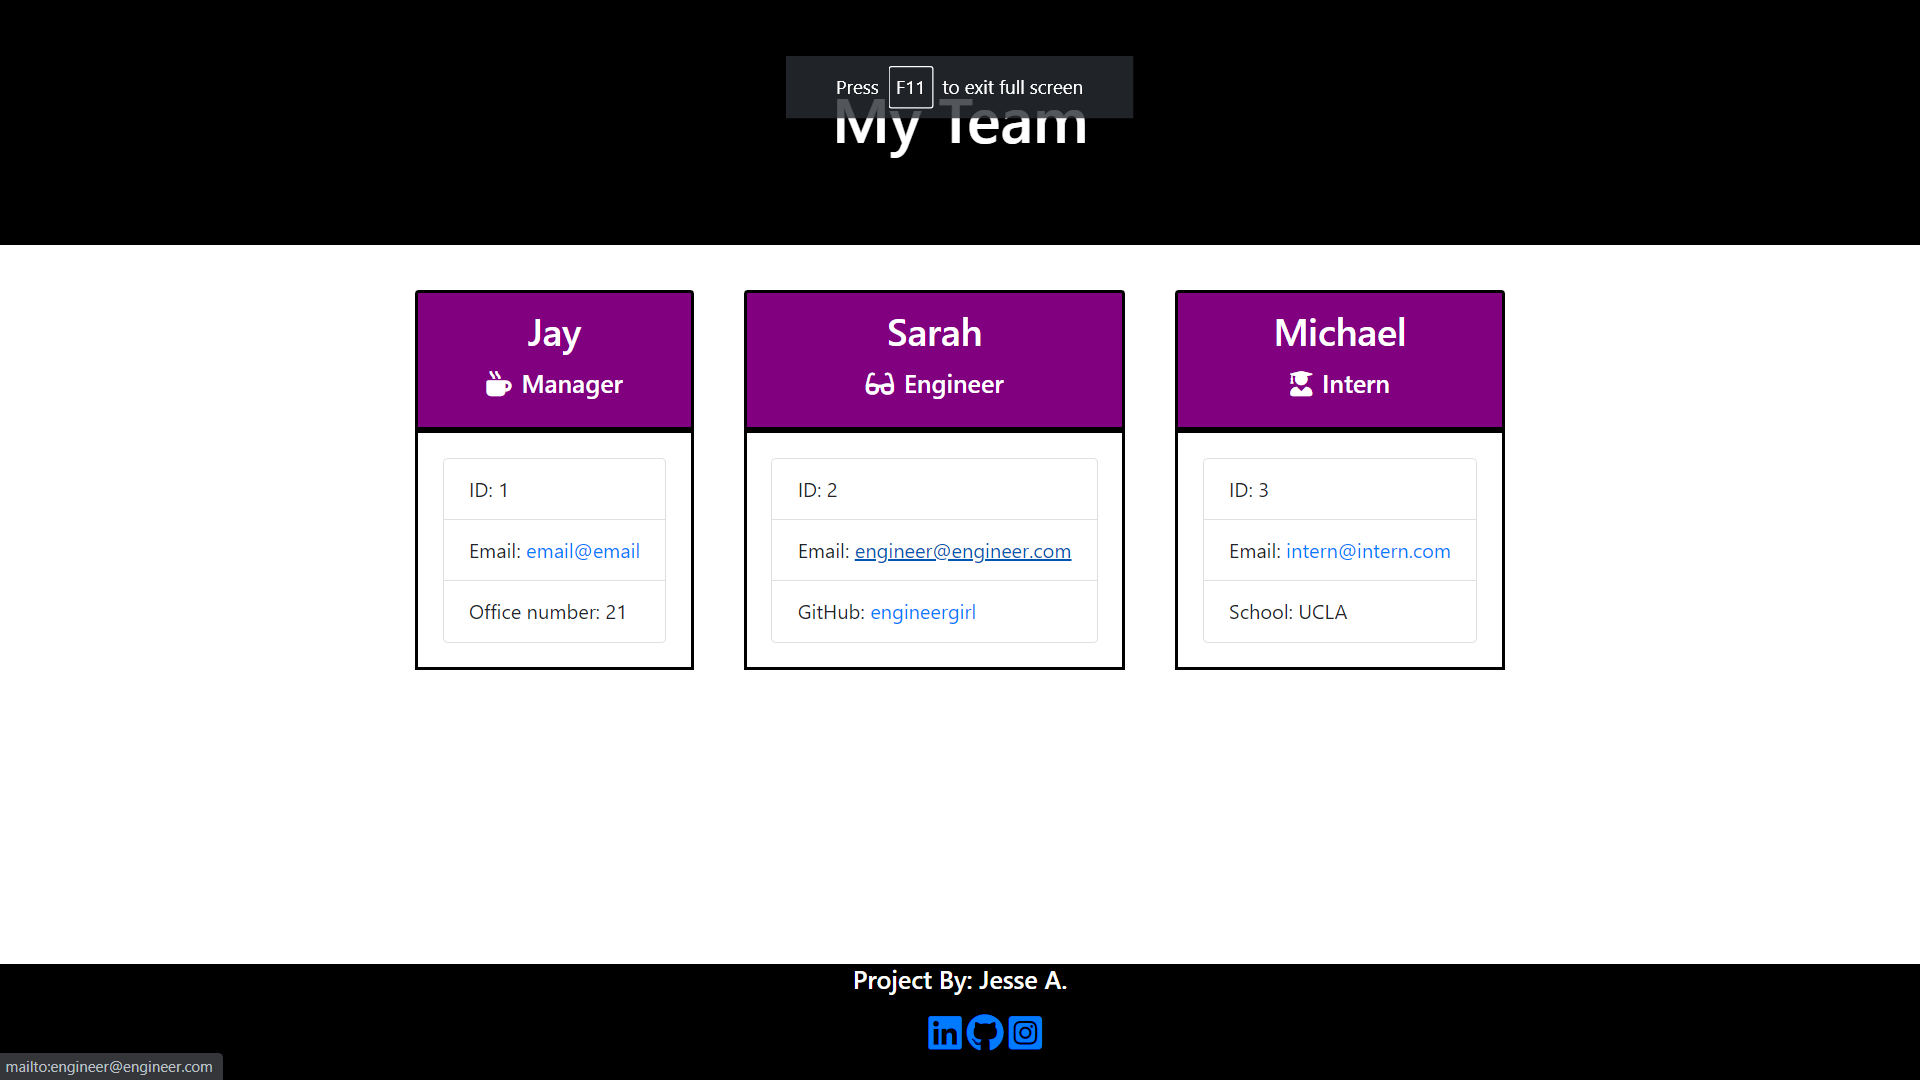 Press F11 to exit full screen
My Team
Jay
Manager
ID: 1
Email: email@email
Office number: 21
Sarah
Engineer
ID: 2
Email: engineer@engineer.com
GitHub: engineergirl
Michael
Intern
ID: 3
Email: intern@intern.com
School: UCLA
Project By: Jesse A.
in
mailto:engineer@engineer.com